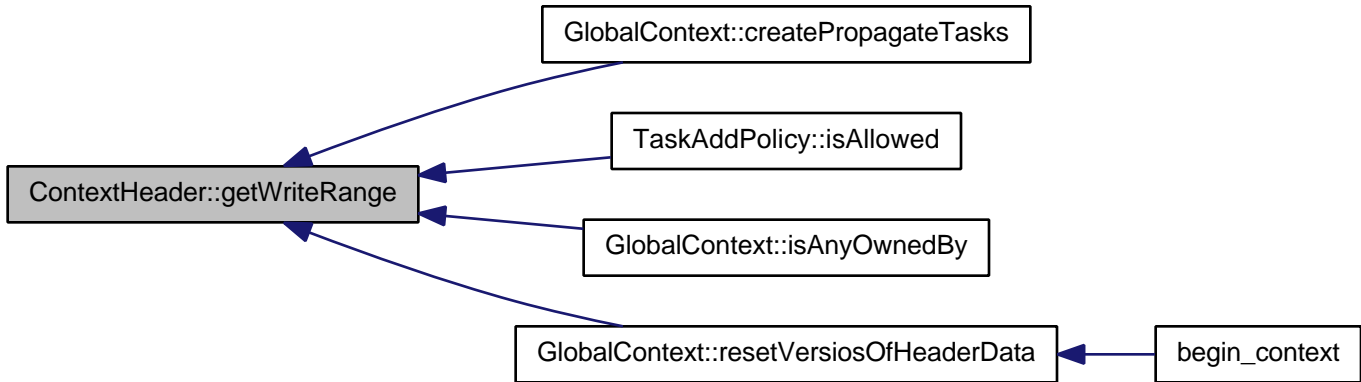 GlobalContext::createPropagateTasks
TaskAddPolicy::isAllowed
ContextHeader::getWriteRange
GlobalContext::isAnyOwnedBy
GlobalContext::resetVersiosOfHeaderData
begin_context